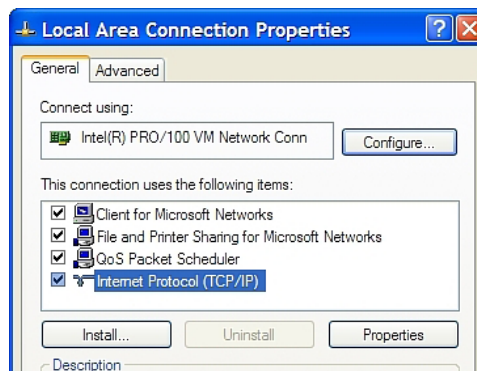 Local Area Connection Properties
General Advanced
Connect using:
Intel(R) PRO/100 VM Network Conn Configure...
This connection uses the following items:
Client for Microsoft Networks
File and Printer Sharing for Microsoft Networks
QoS Packet Scheduler
Internet Protocol (TCP/IP)
Install... Uninstall Properties
Description